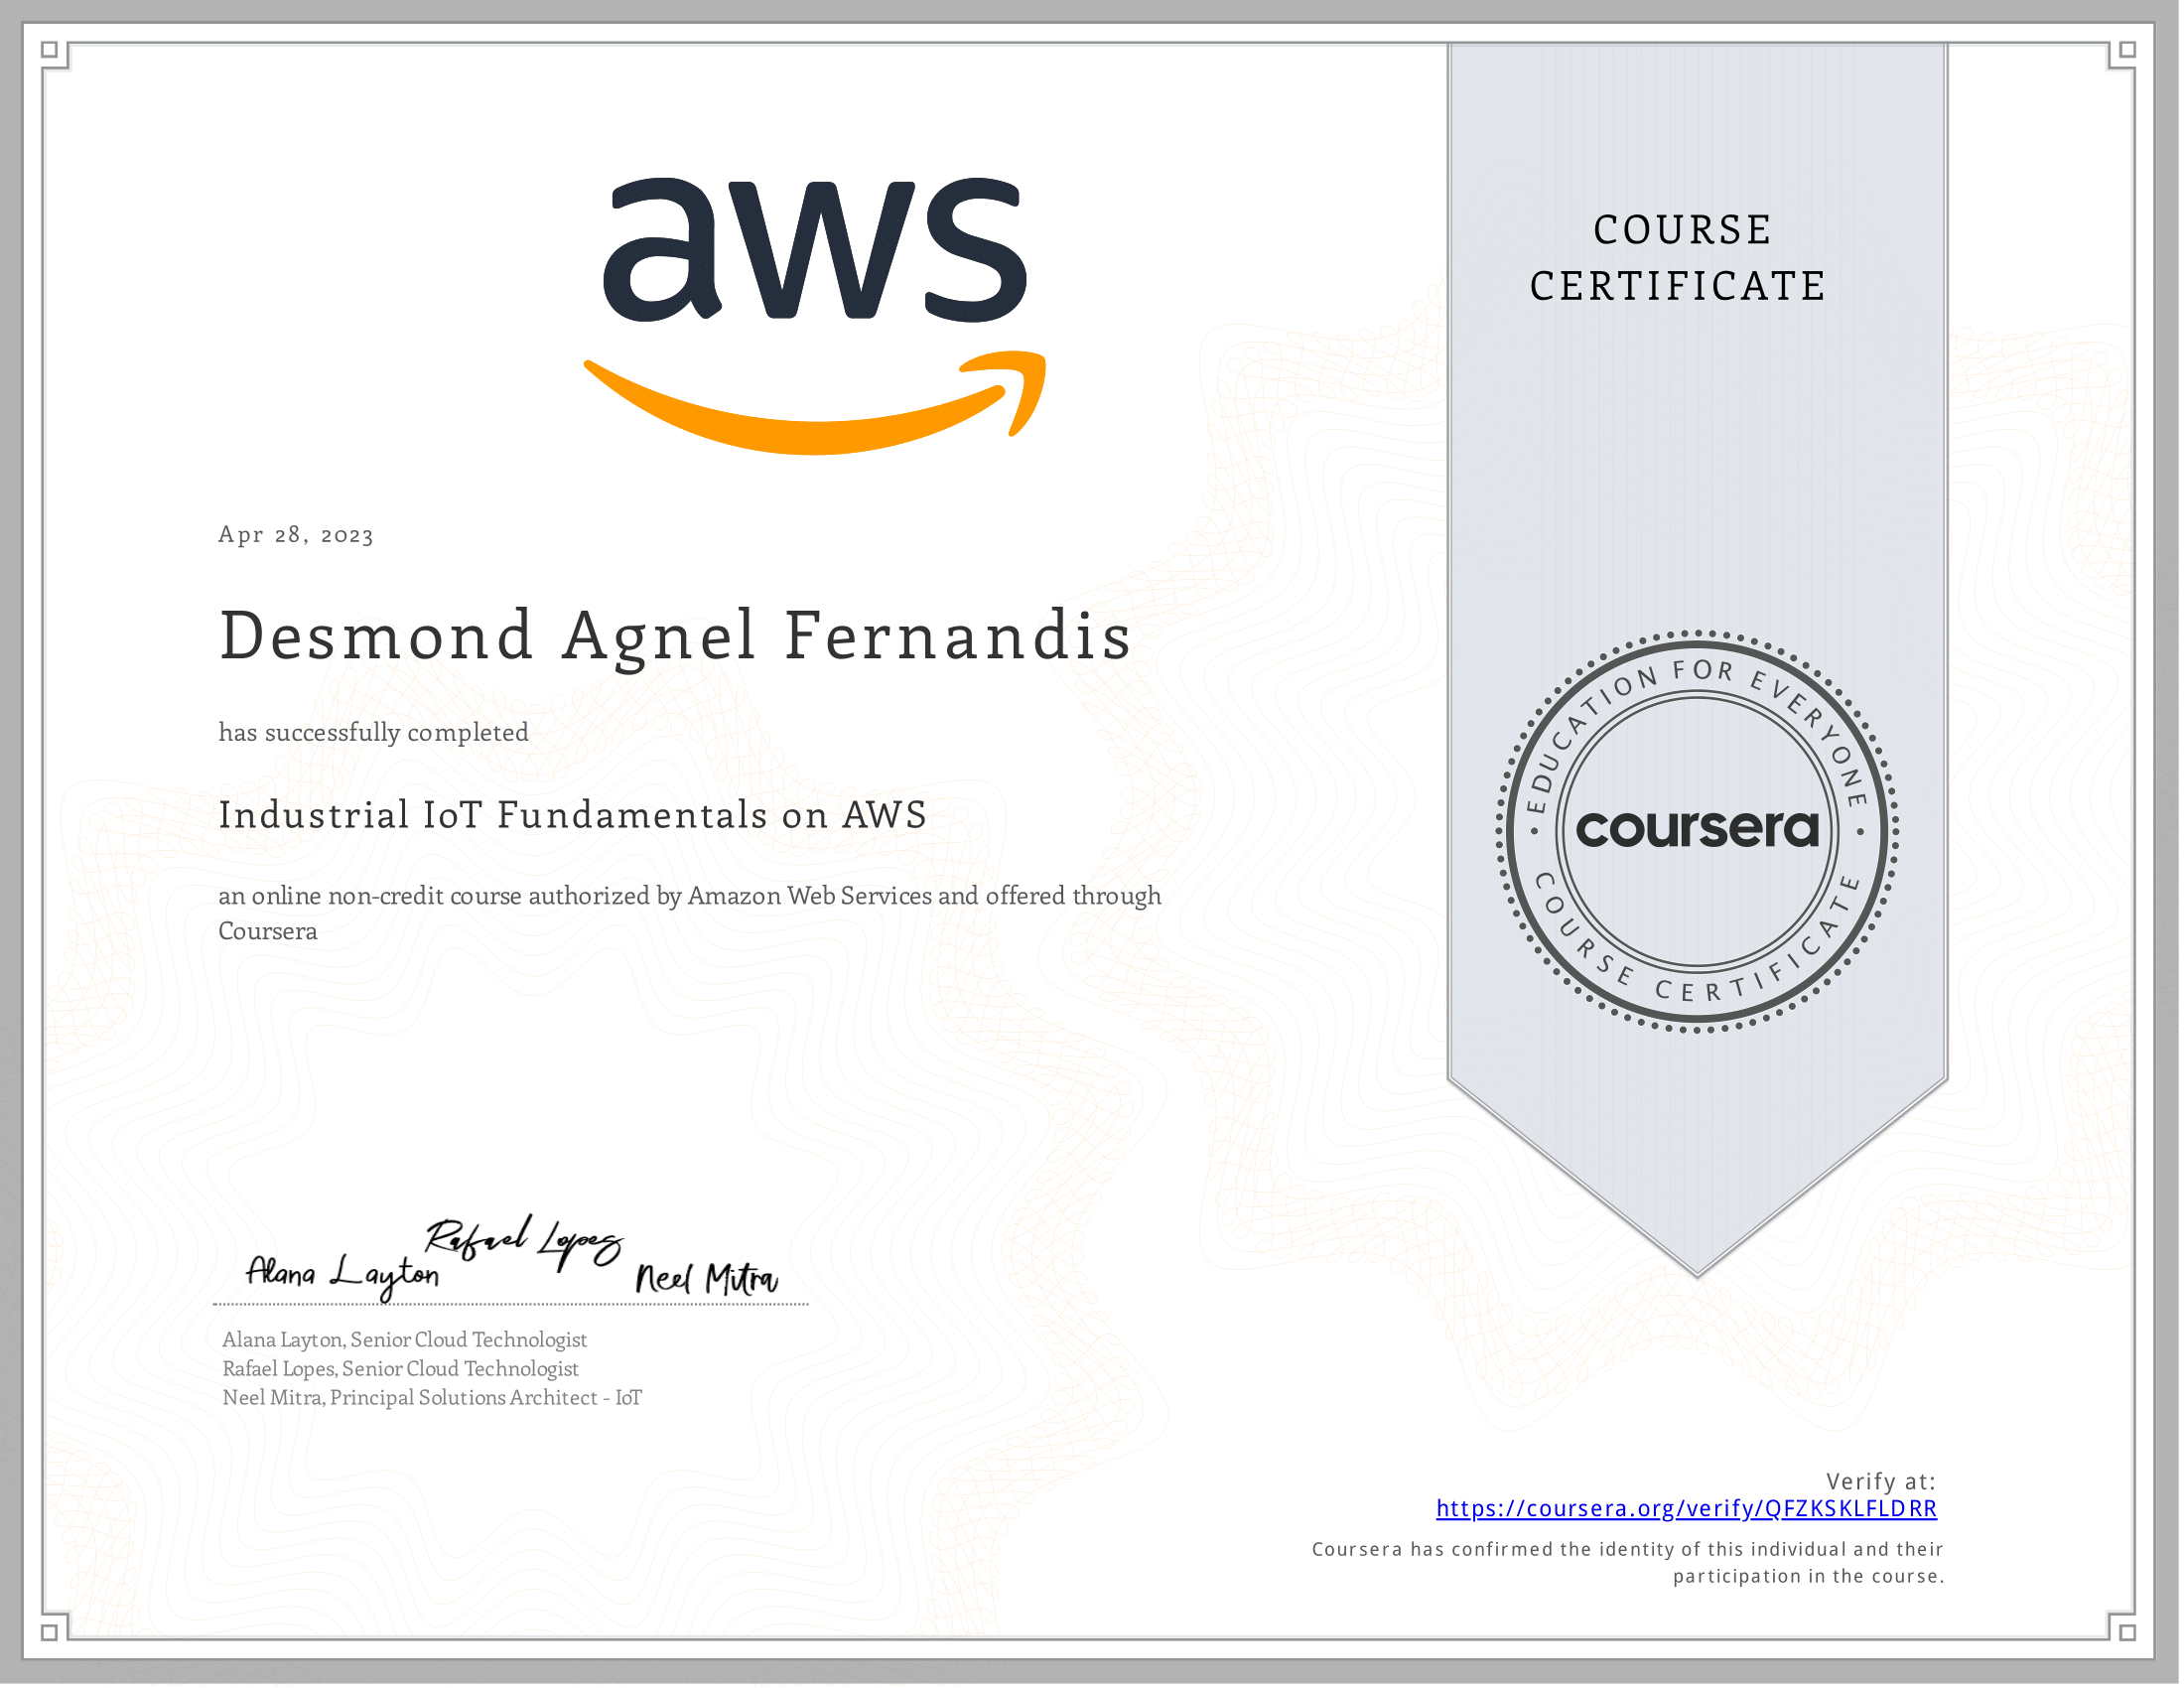 aws
COURSE
CERTIFICATE
Apr 28, 2023
Desmond Agnel Fernandis
has successfully completed
Industrial IoT Fundamentals on AWS
an online non-credit course authorized by Amazon Web Services and offered through
Coursera
EDUCATION FOR EVERYONE
coursera
COURSE CERTIFICATE
Alana Layton
Rafael Lopes
Neel Mitra
Alana Layton, Senior Cloud Technologist
Rafael Lopes, Senior Cloud Technologist
Neel Mitra, Principal Solutions Architect - IoT
Verify at:
https://coursera.org/verify/QFZKSKLFLDRR
Coursera has confirmed the identity of this individual and their
participation in the course.